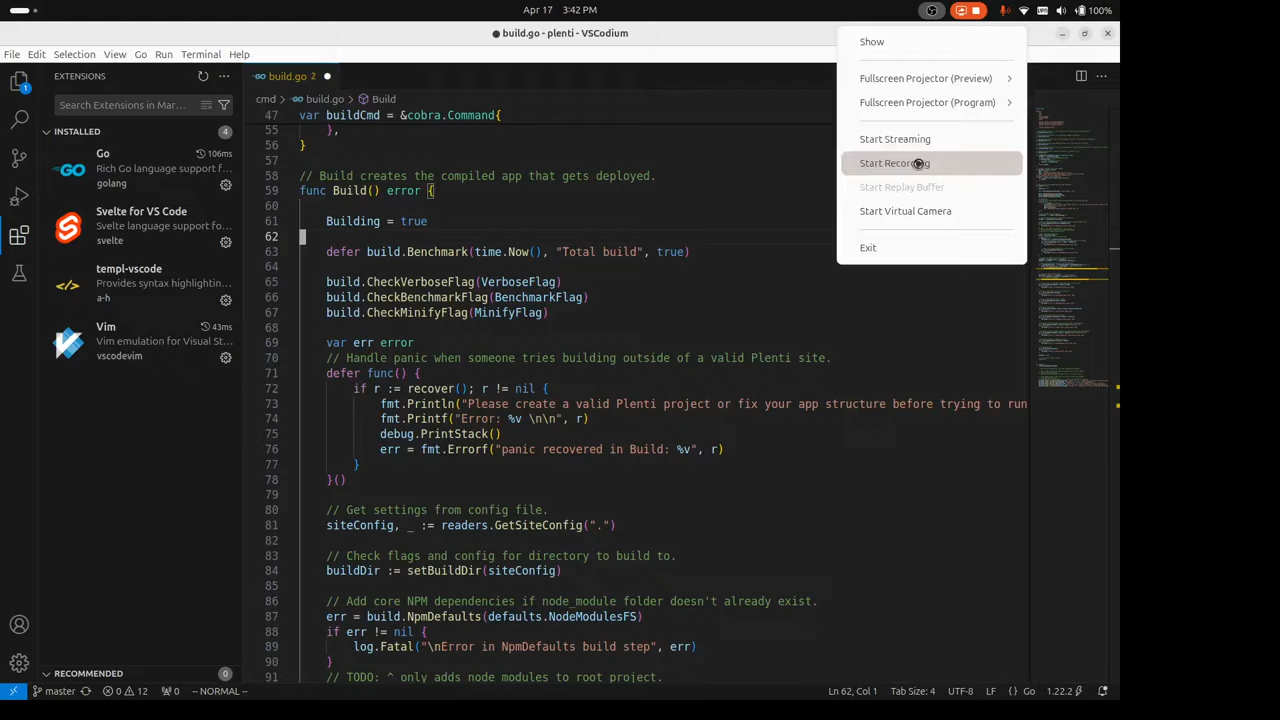 Apr 17 3:42 PM
100%
● build.go - plenti - VSCodium
File Edit Selection View Go Run Terminal Help
EXTENSIONS
Search Extensions in Mar...
INSTALLED 4
Go 106ms
Rich Go language support f...
golang
Svelte for VS Code
Svelte language support fo...
svelte
templ-vscode
Provides syntax highlightin...
a-h
Vim 43ms
Vim emulation for Visual St...
vscodevim
RECOMMENDED 0
build.go 2
cmd > build.go > Build
47 var buildCmd = &cobra.Command{
55 },
56 }
57
58 // Build creates the compiled app that gets deployed.
59 func Build() error {
60
61 Building = true
62
63 defer build.Benchmark(time.Now(), "Total build", true)
64
65 build.CheckVerboseFlag(VerboseFlag)
66 build.CheckBenchmarkFlag(BenchmarkFlag)
67 build.CheckMinifyFlag(MinifyFlag)
68
69 var err error
70 // Handle panic when someone tries building outside of a valid Plenti site.
71 defer func() {
72 if r := recover(); r != nil {
73 fmt.Println("Please create a valid Plenti project or fix your app structure before trying to run
74 fmt.Printf("Error: %v \n\n", r)
75 debug.PrintStack()
76 err = fmt.Errorf("panic recovered in Build: %v", r)
77 }
78 }()
79
80 // Get settings from config file.
81 siteConfig, _ := readers.GetSiteConfig(".")
82
83 // Check flags and config for directory to build to.
84 buildDir := setBuildDir(siteConfig)
85
86 // Add core NPM dependencies if node_module folder doesn't already exist.
87 err = build.NpmDefaults(defaults.NodeModulesFS)
88 if err != nil {
89 log.Fatal("\nError in NpmDefaults build step", err)
90 }
91 // TODO: ^ only adds node modules to root project.
Show
Fullscreen Projector (Preview)
Fullscreen Projector (Program)
Start Streaming
Start Recording
Start Replay Buffer
Start Virtual Camera
Exit
1
master 0 12 0 -- NORMAL -- Ln 62, Col 1 Tab Size: 4 UTF-8 LF {} Go 1.22.2